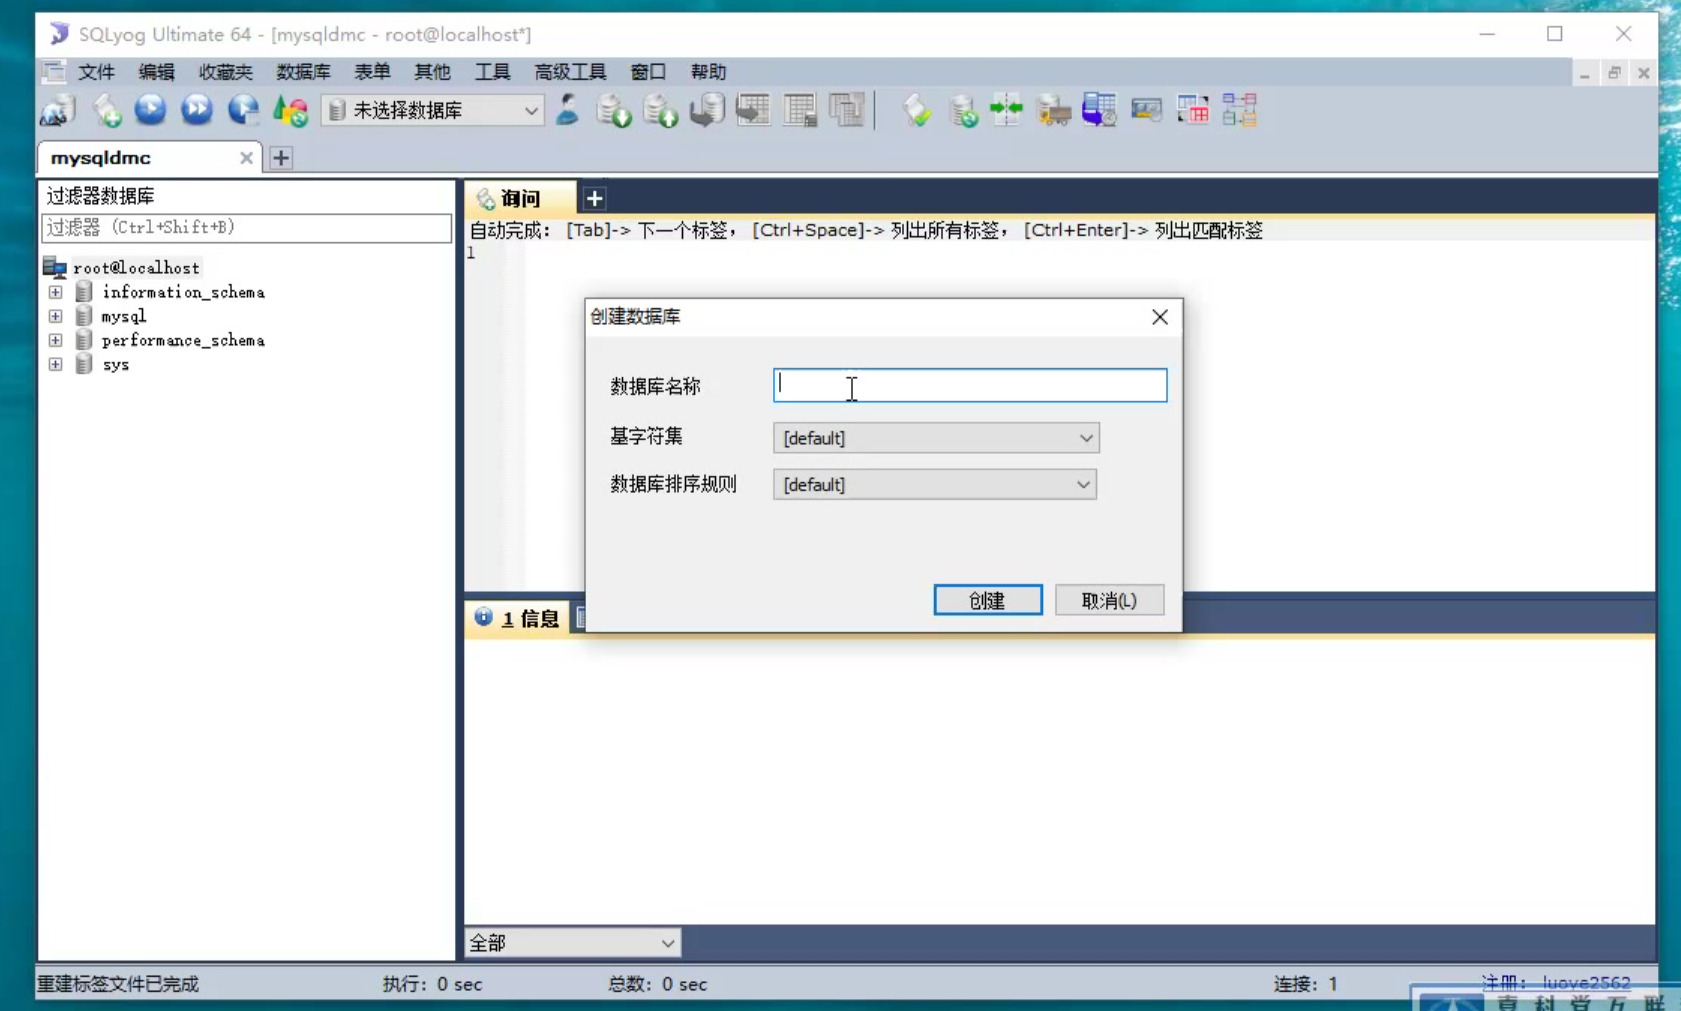 SQLyog Ultimate 64 - [mysqldmc - root@localhost*]
文件 编辑 收藏夹 数据库 表单 其他 工具 高级工具 窗口 帮助
未选择数据库
mysqldmc
过滤器数据库
过滤器 (Ctrl+Shift+B)
root@localhost
information_schema
mysql
performance_schema
sys
询问
自动完成: [Tab]-> 下一个标签, [Ctrl+Space]-> 列出所有标签, [Ctrl+Enter]-> 列出匹配标签
1
创建数据库
数据库名称
基字符集 [default]
数据库排序规则 [default]
创建 取消(L)
1 信息
全部
重建标签文件已完成 执行: 0 sec 总数: 0 sec 连接: 1 注册: luoye2562